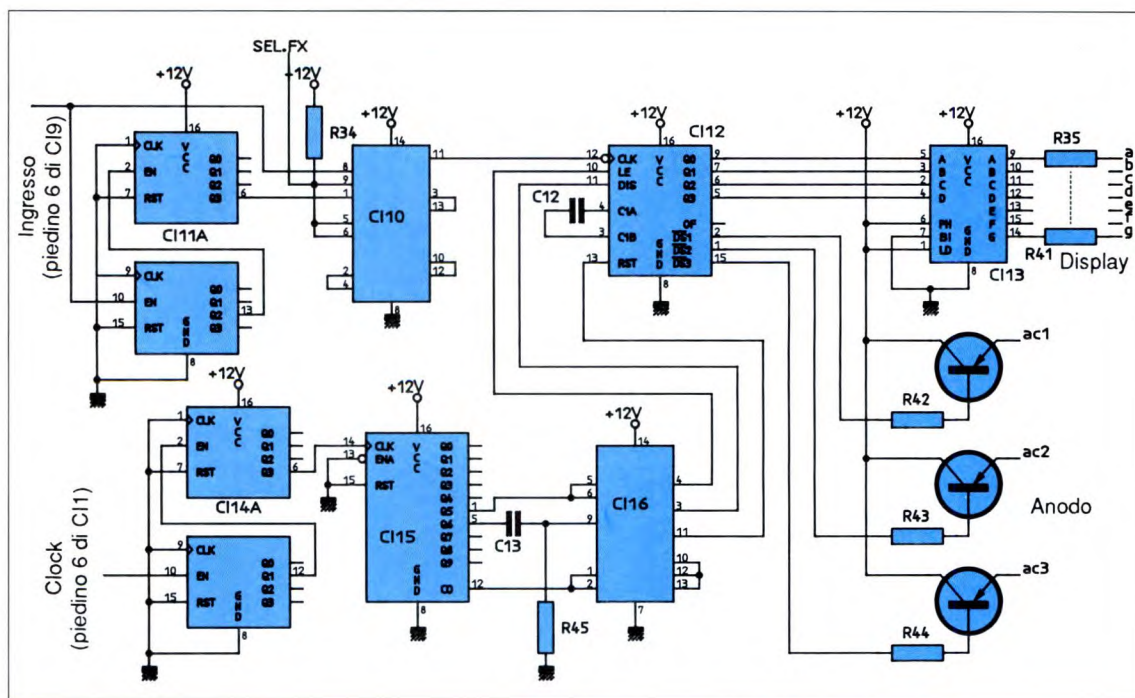 SEL.FX
+12V
+12V
R34
+12V
16
1
CLK
VCC
Q0
Q1
Q2
Q3
2
EN
7
RST
6
CI11A
9
CLK
10
EN
15
RST
GND
Q0
Q1
Q2
Q3
13
8
Ingresso
(piedino 6 di CI9)
14
11
8
9
1
3
13
5
6
CI10
2
4
10
12
8
+12V
CI12
16
12
CLK
10
LE
11
DIS
VCC
Q0
Q1
Q2
Q3
9
7
6
5
C12
4
C1A
3
C1B
OF
DG1
DG2
DG3
2
1
15
GND
13
RST
8
+12V
+12V
16
5
A
3
B
2
C
4
D
VCC
A
B
C
D
E
F
G
9
10
11
12
13
15
14
6
PH
7
BI
1
LD
GND
8
CI13
R35
R41
a
b
c
d
e
f
g
Display
+12V
16
1
CLK
2
EN
7
RST
VCC
Q0
Q1
Q2
Q3
6
CI14A
9
CLK
10
EN
15
RST
GND
Q0
Q1
Q2
Q3
12
8
Clock
(piedino 6 di CI1)
+12V
16
14
CLK
13
ENA
15
RST
VCC
Q0
Q1
Q2
Q3
Q4
Q5
Q6
Q7
Q8
Q9
1
5
CI15
GND
CO
12
8
C13
R45
+12V
14
5
6
9
4
3
11
CI16
1
2
10
12
13
7
ac1
R42
ac2
R43
Anodo
ac3
R44